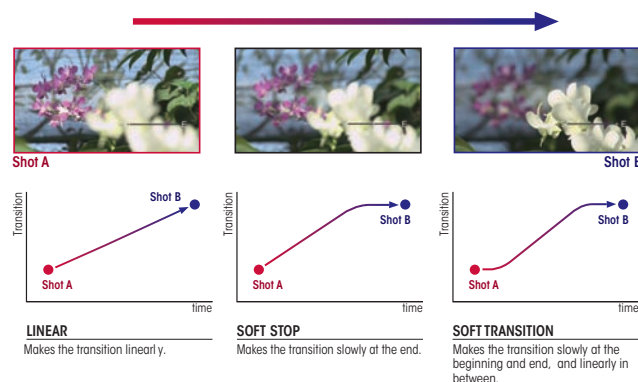 Shot A
Shot B
Transition
Shot B
Shot A
time
LINEAR
Makes the transition linearly.
Transition
Shot B
Shot A
time
SOFT STOP
Makes the transition slowly at the end.
Transition
Shot B
Shot A
time
SOFT TRANSITION
Makes the transition slowly at the
beginning and end, and linearly in
between.